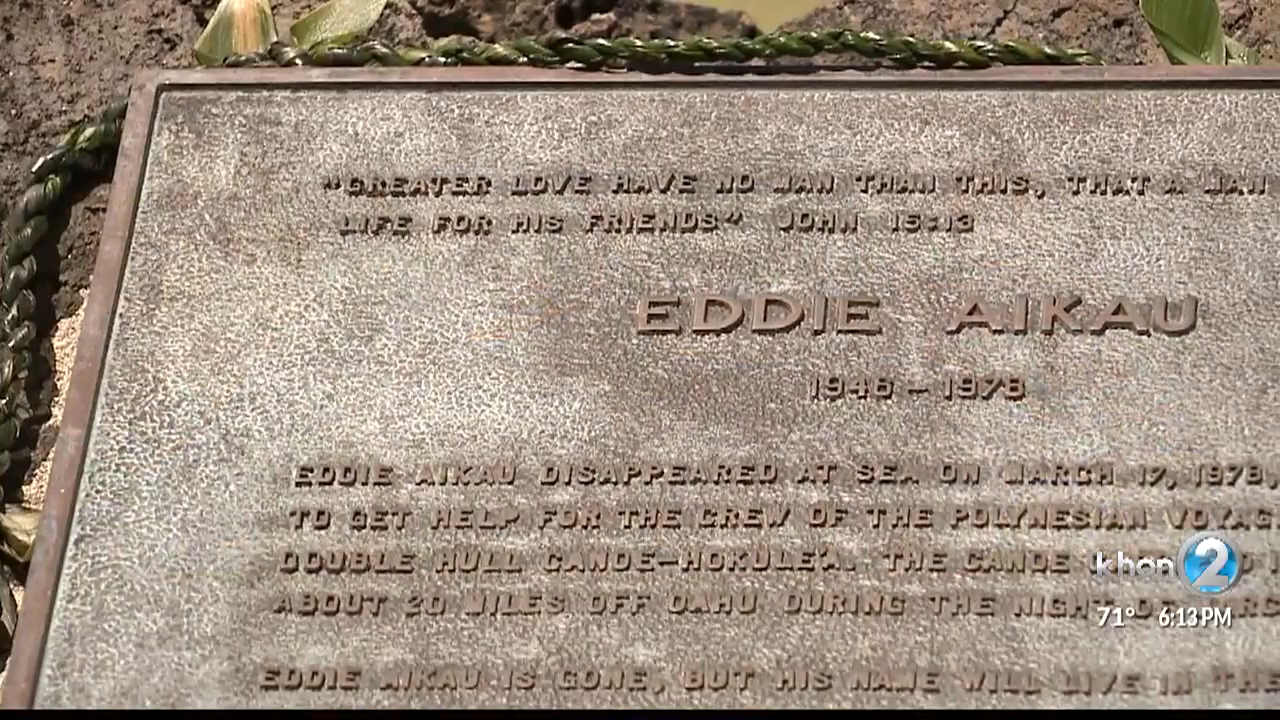 "GREATER LOVE HAVE NO MAN THAN THIS, THAT A MAN
LIFE FOR HIS FRIENDS" JOHN 15:13
EDDIE AIKAU
1946 - 1978
EDDIE AIKAU DISAPPEARED AT SEA ON MARCH 17, 1978,
TO GET HELP FOR THE CREW OF THE POLYNESIAN
DOUBLE HULL CANOE-HOKULE'A. THE CANOE
ABOUT 20 MILES OFF OAHU DURING THE NIGHT OF
EDDIE AIKAU IS GONE, BUT HIS NAME WILL LIVE IN THE
khon 2
71° 6:13PM